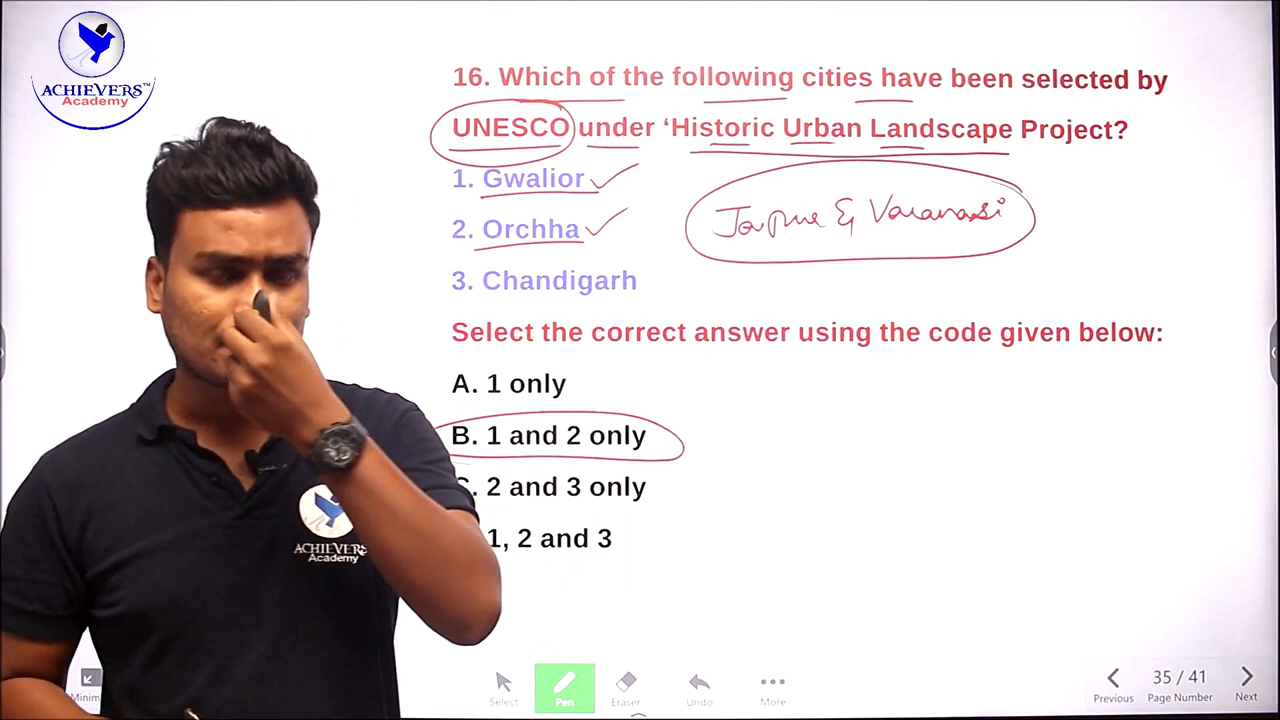 ACHIEVERS™
Academy
16. Which of the following cities have been selected by
UNESCO under ‘Historic Urban Landscape Project?
1. Gwalior
2. Orchha
3. Chandigarh
& Varanasi
Select the correct answer using the code given below:
A. 1 only
B. 1 and 2 only
C. 2 and 3 only
1, 2 and 3
ACHIEVERS
Academy
Minim
Select
Pen
Eraser
Undo
More
Previous
35 / 41
Page Number
Next